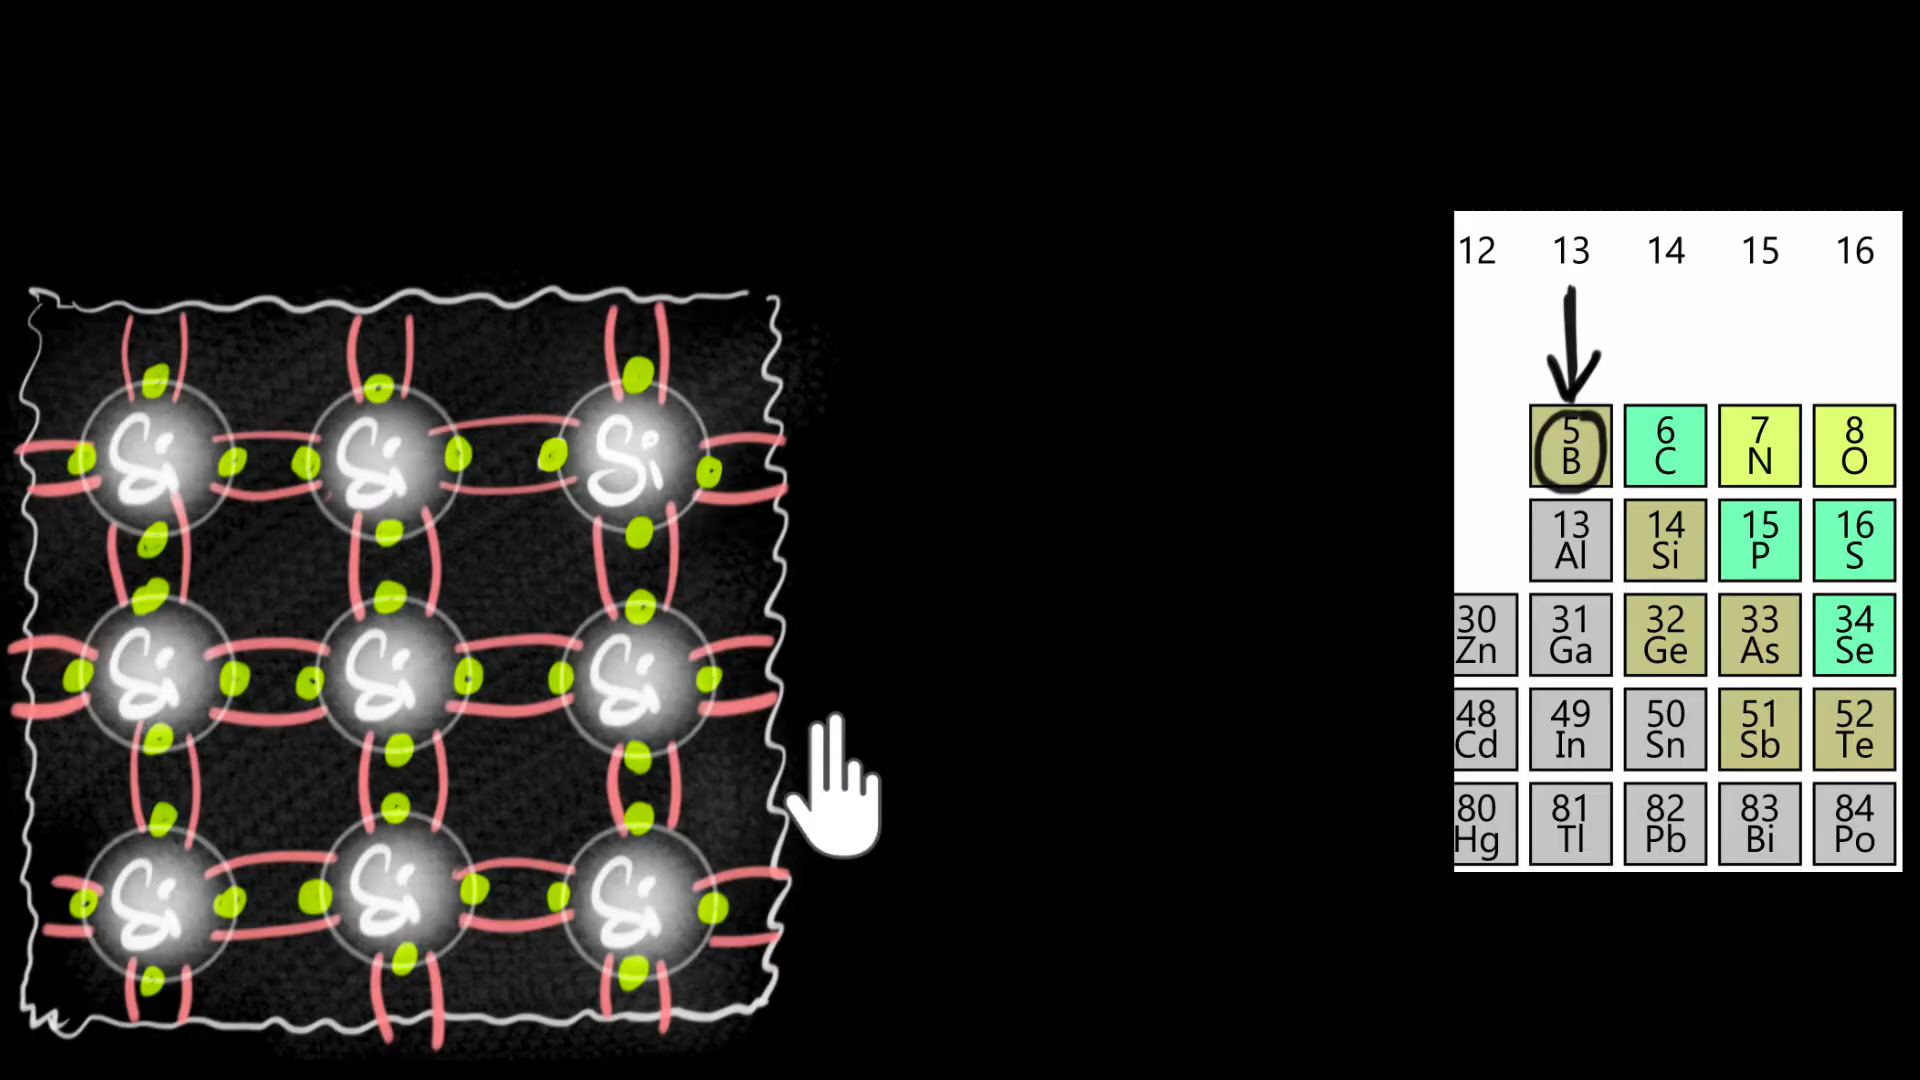 Si Si Si
Si Si Si
Si Si Si
12 13 14 15 16
5 6 7 8
B C N O
13 14 15 16
Al Si P S
30 31 32 33 34
Zn Ga Ge As Se
48 49 50 51 52
Cd In Sn Sb Te
80 81 82 83 84
Hg Tl Pb Bi Po